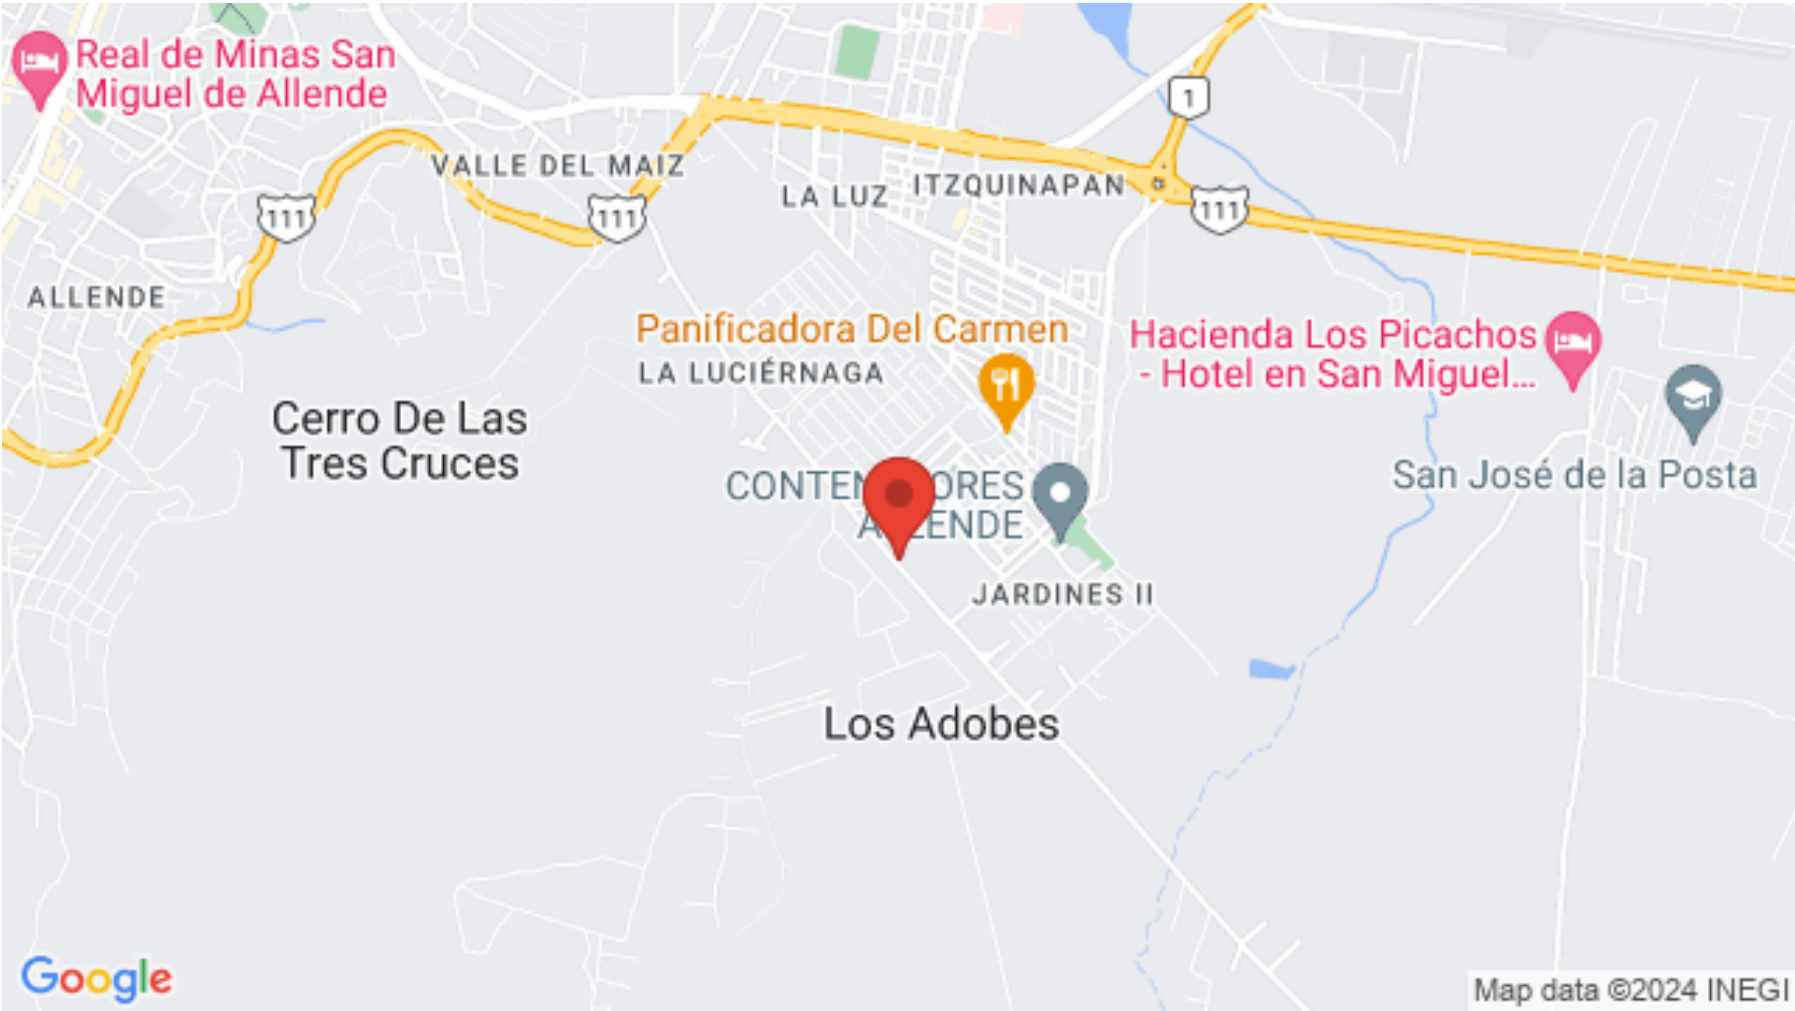 Real de Minas San
Miguel de Allende
1
VALLE DEL MAIZ
LA LUZ
ITZQUINAPAN
111
111
111
ALLENDE
Panificadora Del Carmen
LA LUCIÉRNAGA
Hacienda Los Picachos
- Hotel en San Miguel...
Cerro De Las
Tres Cruces
San José de la Posta
JARDINES II
Los Adobes
Google
Map data ©2024 INEGI